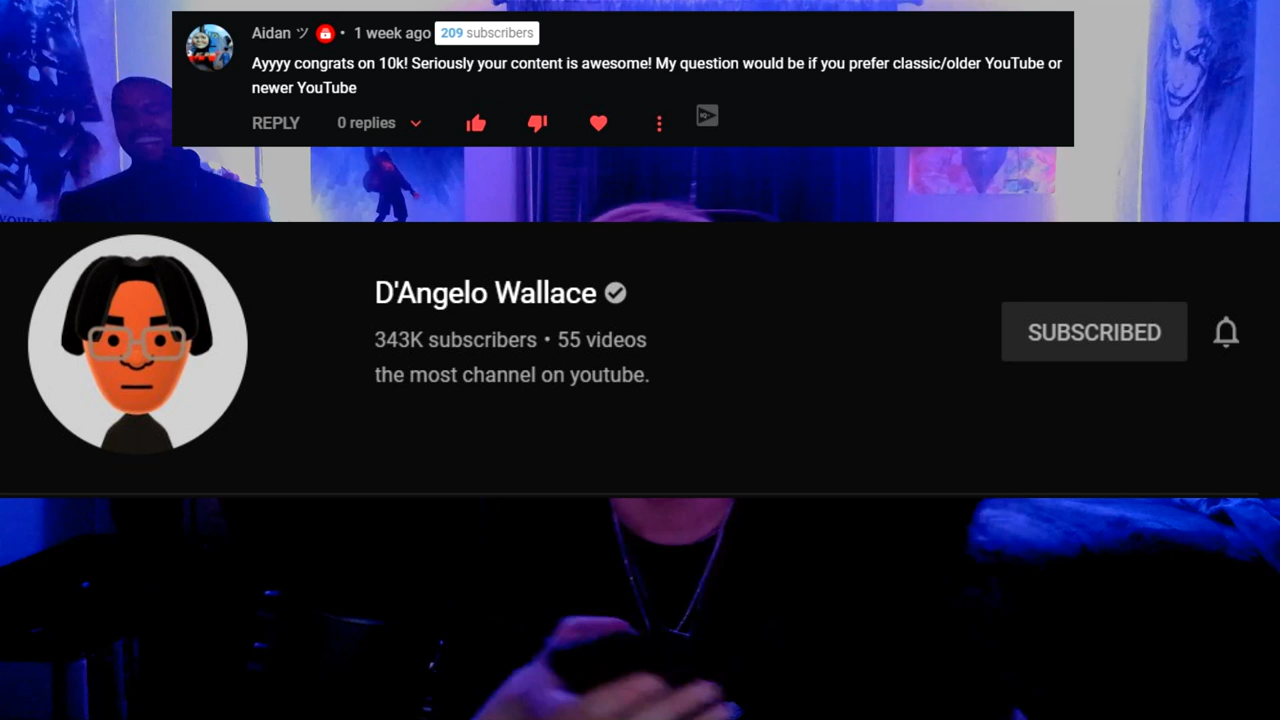 Aidan ツ • 1 week ago 209 subscribers
Ayyyy congrats on 10k! Seriously your content is awesome! My question would be if you prefer classic/older YouTube or
newer YouTube
REPLY 0 replies
D'Angelo Wallace
343K subscribers • 55 videos
SUBSCRIBED
the most channel on youtube.